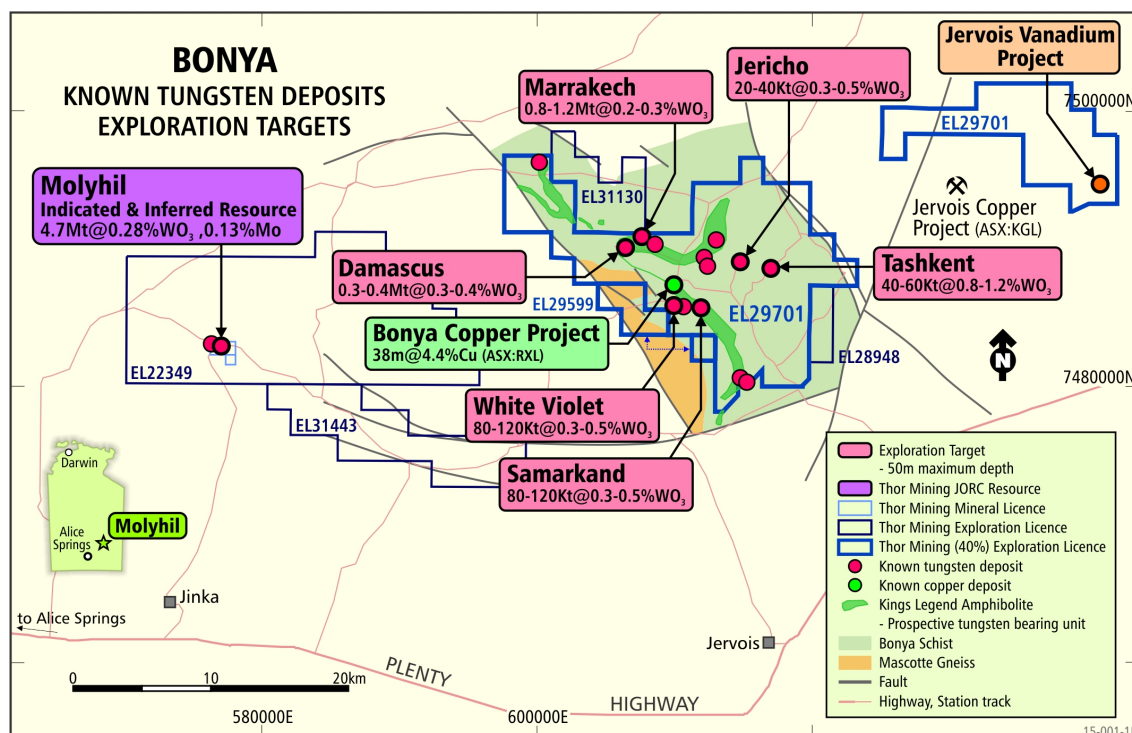 BONYA
KNOWN TUNGSTEN DEPOSITS
EXPLORATION TARGETS
Jervois Vanadium
Project
7500000N
EL29701
Jericho
20-40Kt@0.3-0.5%WO₃
Marrakech
0.8-1.2Mt@0.2-0.3%WO₃
Molyhil
Indicated & Inferred Resource
4.7Mt@0.28%WO₃ ,0.13%Mo
EL31130
Jervois Copper
Project (ASX:KGL)
Damascus
0.3-0.4Mt@0.3-0.4%WO₃
Tashkent
40-60Kt@0.8-1.2%WO₃
EL29599
EL29701
Bonya Copper Project
38m@4.4%Cu (ASX:RXL)
N
EL28948
EL22349
7480000N
White Violet
80-120Kt@0.3-0.5%WO₃
EL31443
Samarkand
80-120Kt@0.3-0.5%WO₃
Darwin
Alice
Springs
Molyhil
Exploration Target
- 50m maximum depth
Thor Mining JORC Resource
Thor Mining Mineral Licence
Thor Mining Exploration Licence
Thor Mining (40%) Exploration Licence
Known tungsten deposit
Known copper deposit
Kings Legend Amphibolite
- Prospective tungsten bearing unit
Bonya Schist
Mascotte Gneiss
Fault
Highway, Station track
Jinka
to Alice Springs
Jervois
PLENTY
HIGHWAY
0 10 20km
580000E
600000E